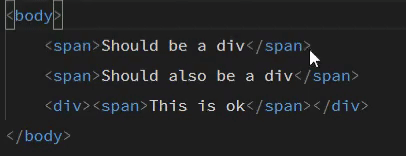 <body>
<span>Should be a div</span>
<span>Should also be a div</span>
<div><span>This is ok</span></div>
</body>